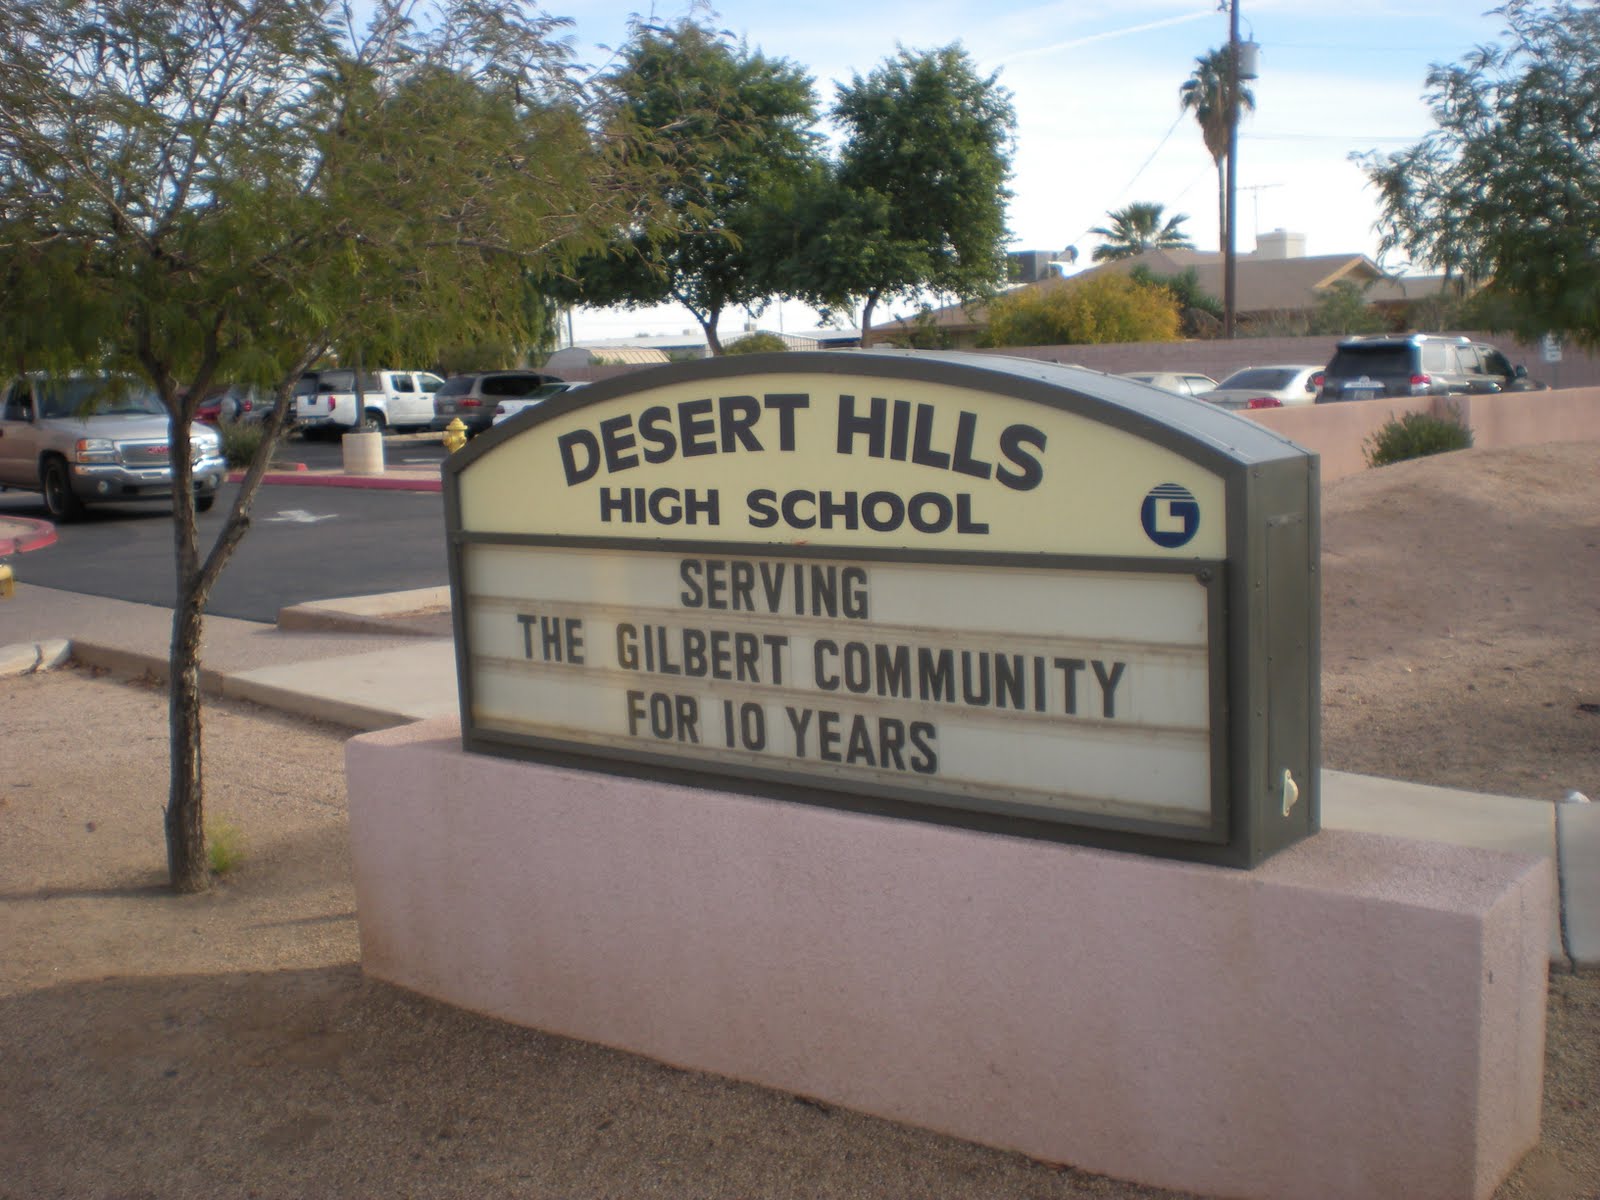 DESERT HILLS
HIGH SCHOOL
SERVING
THE GILBERT COMMUNITY
FOR 10 YEARS